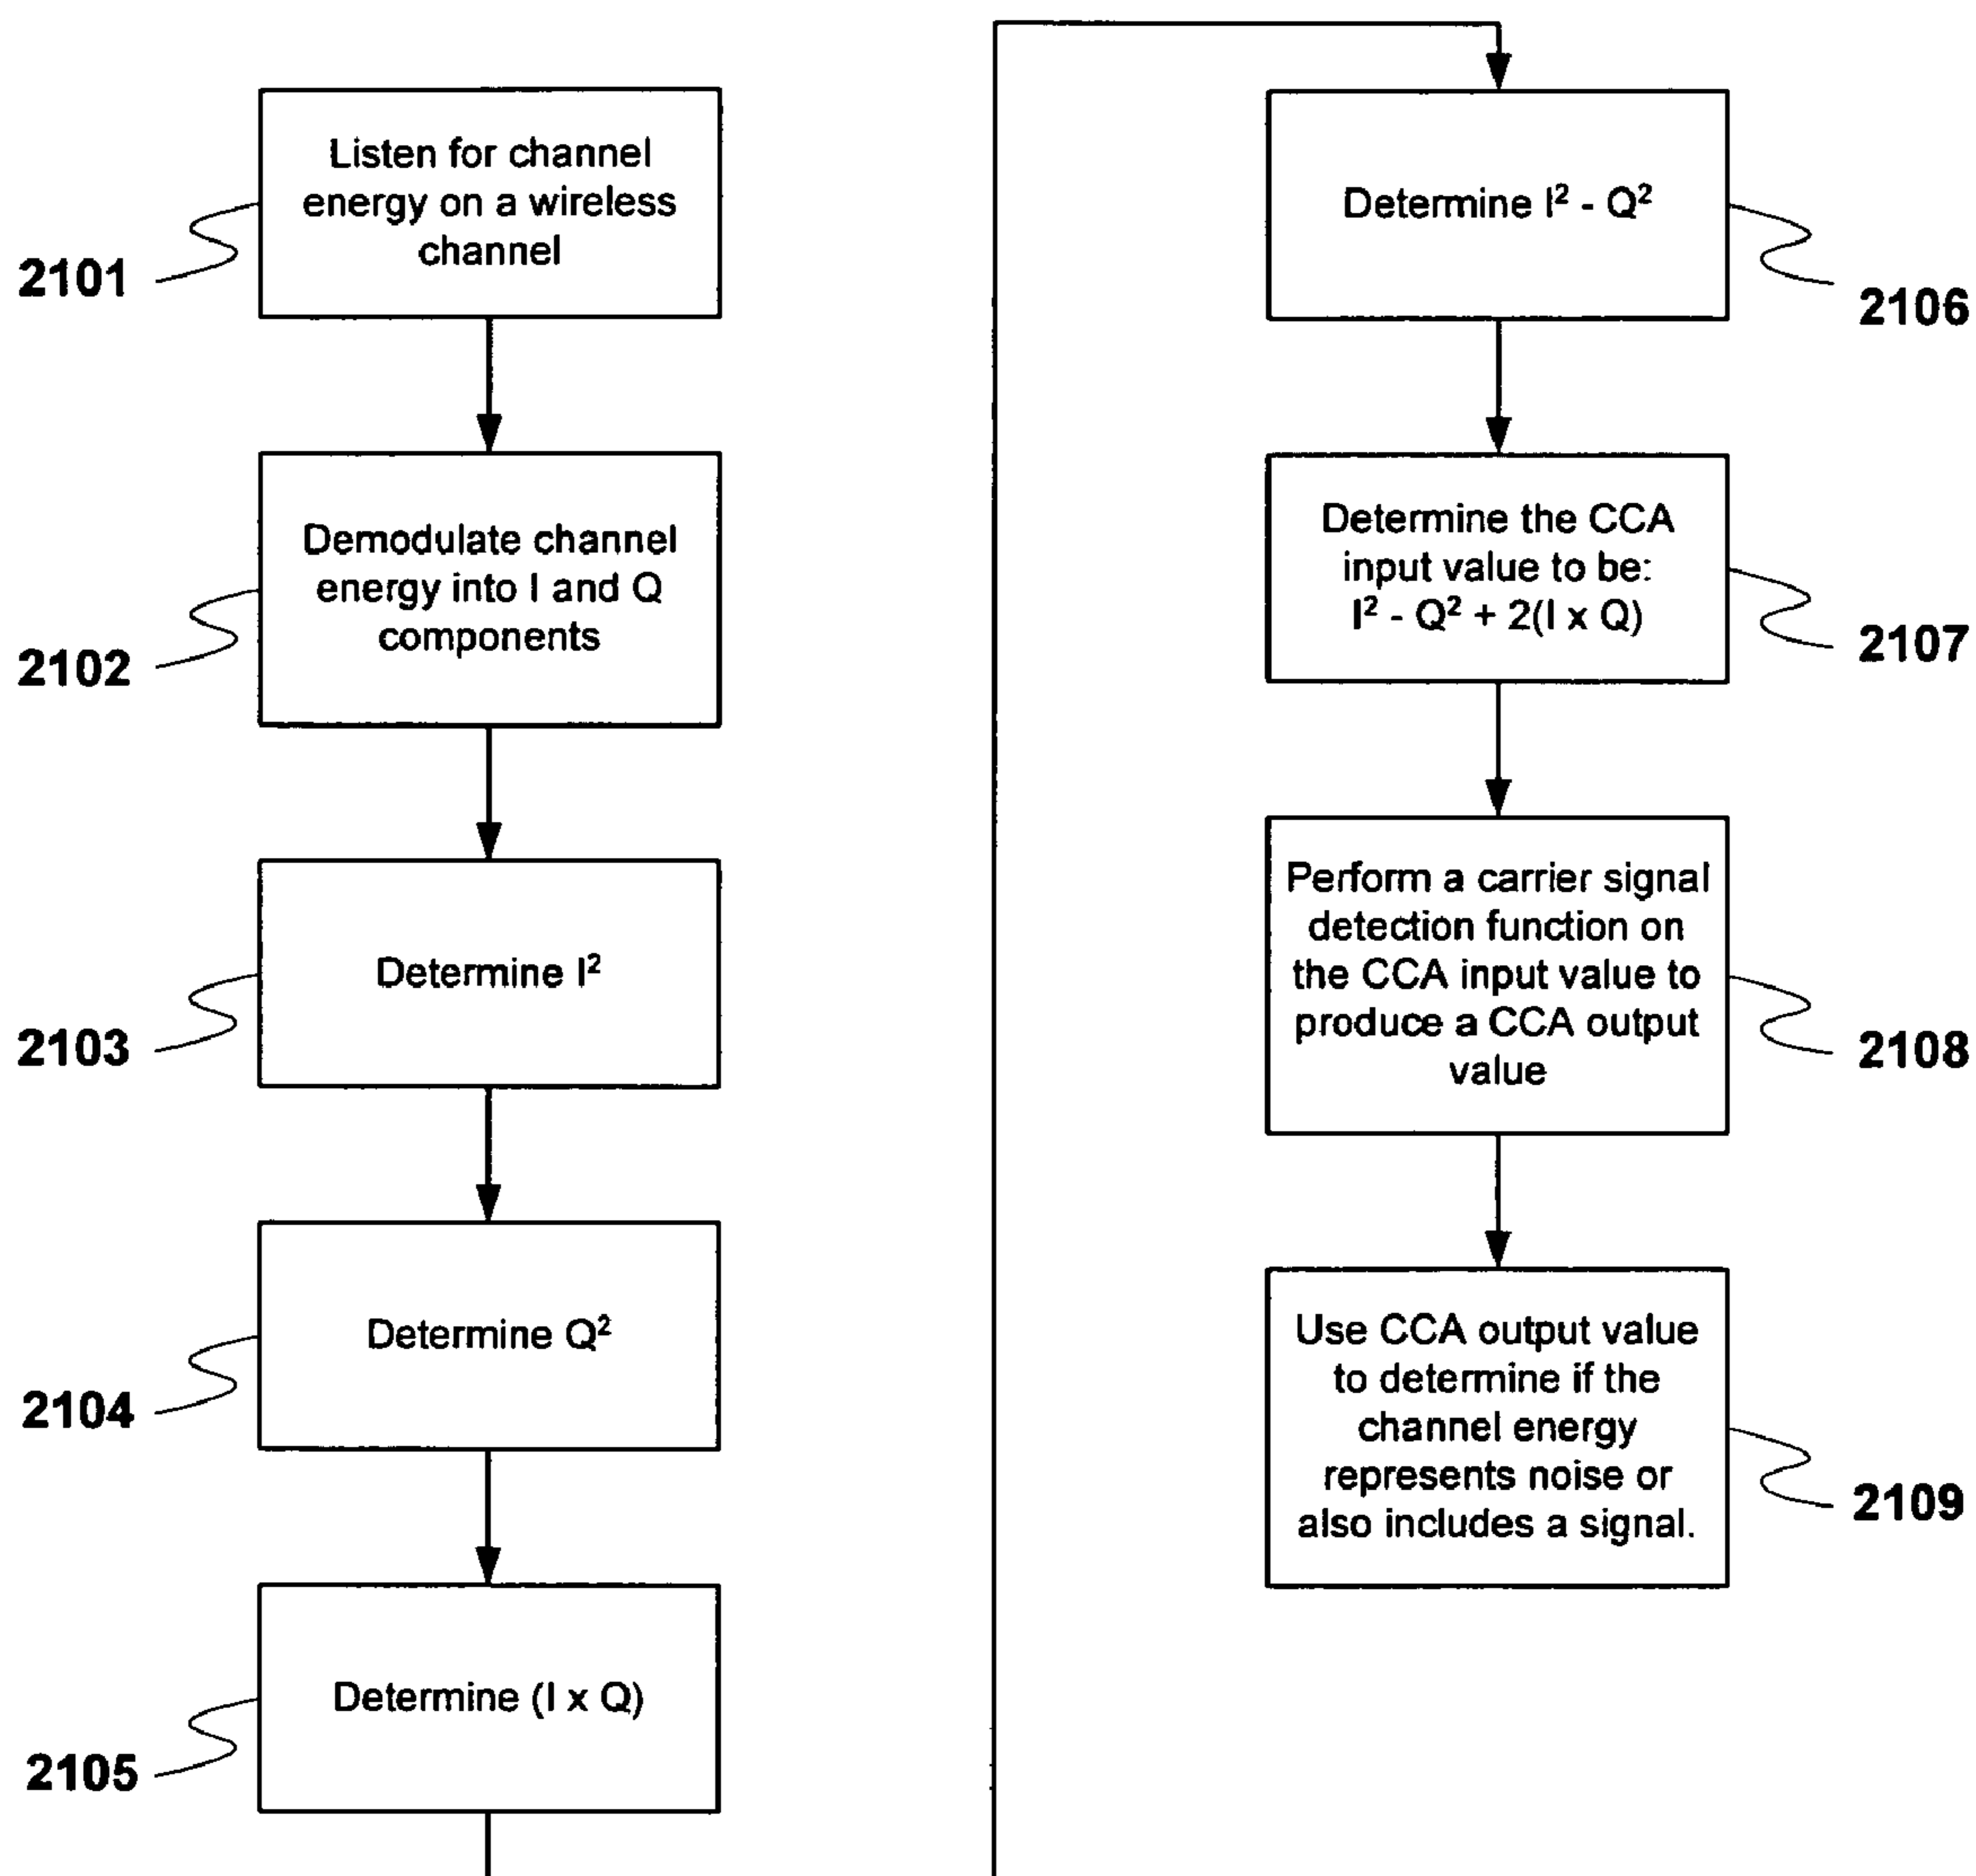 Listen for channel
energy on a wireless
channel
2101
Demodulate channel
energy into I and Q
components
2102
Determine I²
2103
Determine Q²
2104
Determine (I x Q)
2105
Determine I² - Q²
2106
Determine the CCA
input value to be:
I² - Q² + 2(I x Q)
2107
Perform a carrier signal
detection function on
the CCA input value to
produce a CCA output
value
2108
Use CCA output value
to determine if the
channel energy
represents noise or
also includes a signal.
2109